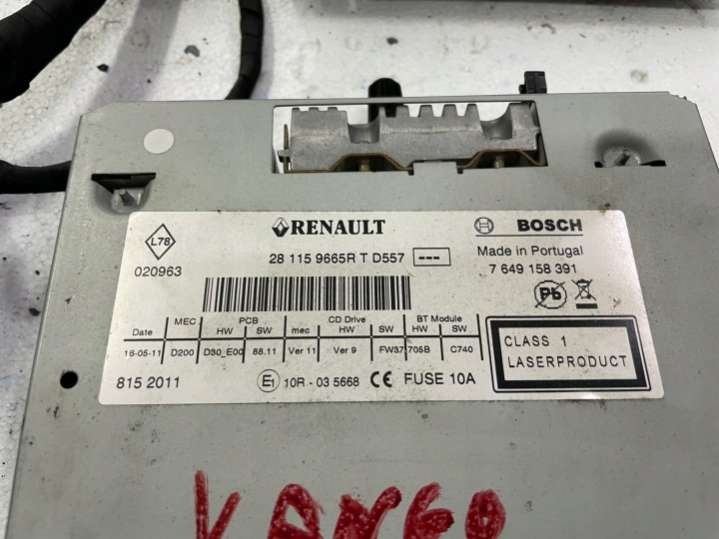 RENAULT
BOSCH
L78
020963
28 115 9665R T D557 ---
Made in Portugal
7 649 158 391
Pb
MEC PCB CD Drive BT Module
Date HW SW mec HW SW HW SW
16-05-11 D200 D30_E00 88.11 Ver 11 Ver 9 FW37 705B C740
CLASS 1
LASERPRODUCT
815 2011
E1 10R - 03 5668 CE FUSE 10A